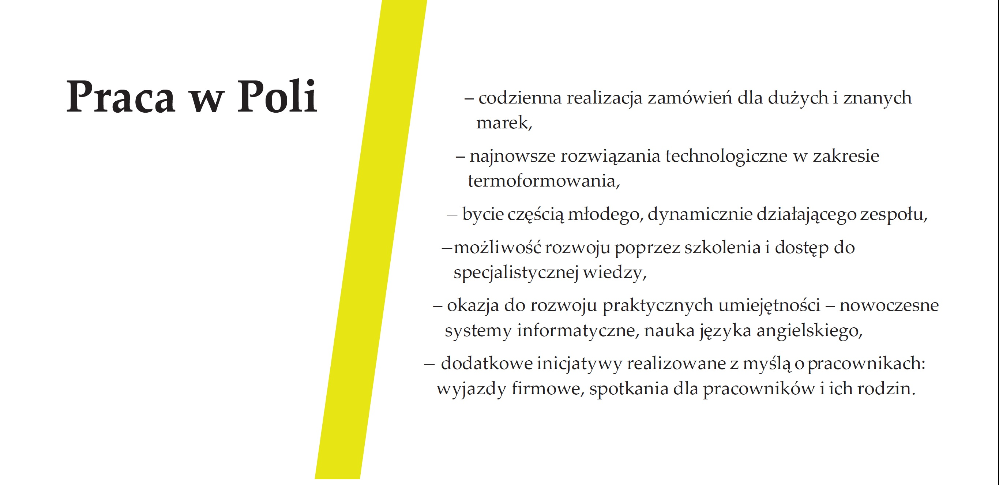 Praca w Poli
– codzienna realizacja zamówień dla dużych i znanych
marek,
– najnowsze rozwiązania technologiczne w zakresie
termoformowania,
– bycie częścią młodego, dynamicznie działającego zespołu,
–możliwość rozwoju poprzez szkolenia i dostęp do
specjalistycznej wiedzy,
– okazja do rozwoju praktycznych umiejętności – nowoczesne
systemy informatyczne, nauka języka angielskiego,
– dodatkowe inicjatywy realizowane z myślą o pracownikach:
wyjazdy firmowe, spotkania dla pracowników i ich rodzin.